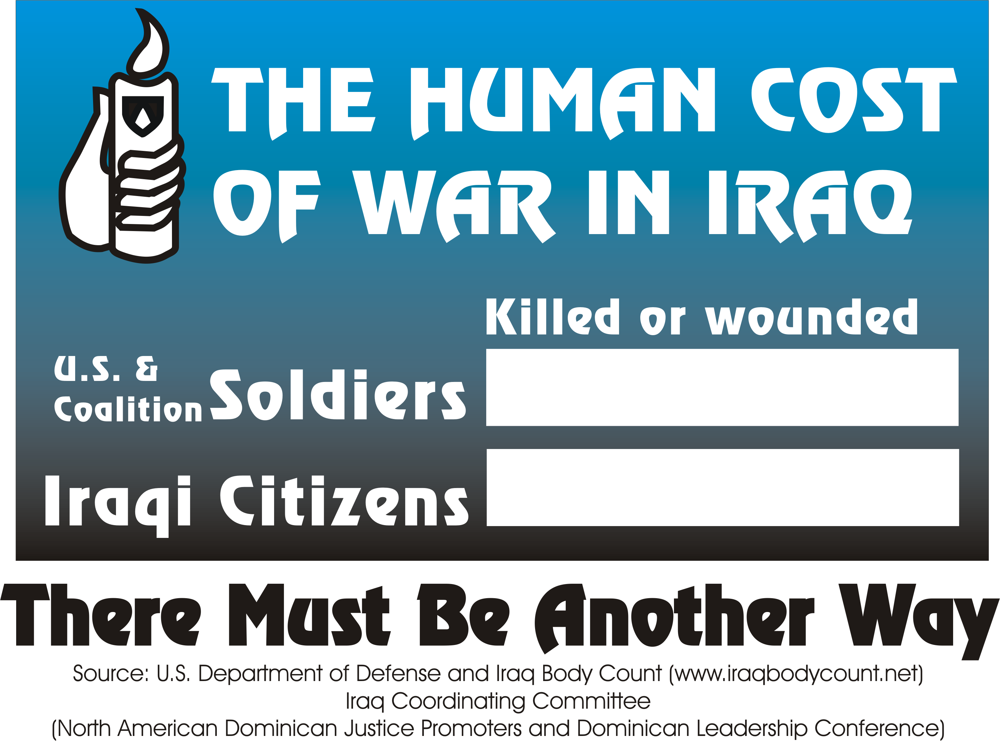 THE HUMAN COST
OF WAR IN IRAQ
Killed or wounded
U.S. &
Coalition Soldiers
Iraqi Citizens
There Must Be Another Way
Source: U.S. Department of Defense and Iraq Body Count (www.iraqbodycount.net)
Iraq Coordinating Committee
(North American Dominican Justice Promoters and Dominican Leadership Conference)